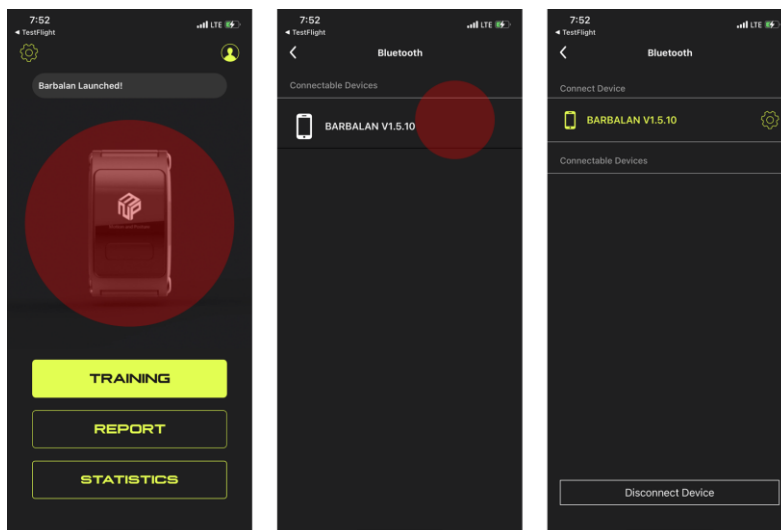 7:52
LTE
TestFlight
Barbalan Launched!
TRAINING
REPORT
STATISTICS
7:52
LTE
TestFlight
Bluetooth
Connectable Devices
BARBALAN V1.5.10
7:52
LTE
TestFlight
Bluetooth
Connect Device
BARBALAN V1.5.10
Connectable Devices
Disconnect Device